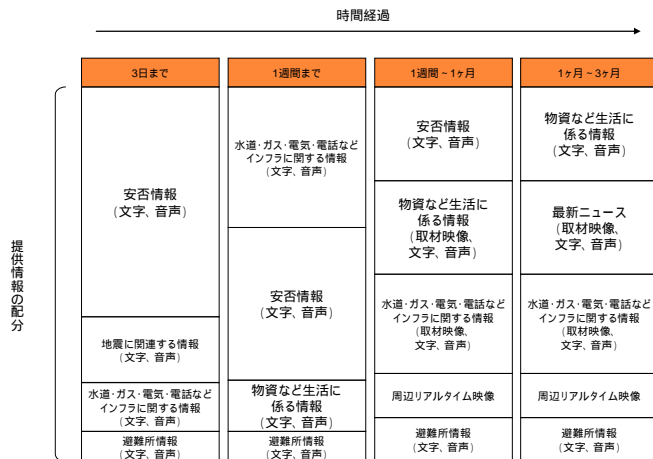 時間経過
提供情報の配分
3日まで
安否情報
(文字、音声)
地震に関連する情報
(文字、音声)
水道・ガス・電気・電話など
インフラに関する情報
(文字、音声)
避難所情報
(文字、音声)
1週間まで
水道・ガス・電気・電話など
インフラに関する情報
(文字、音声)
安否情報
(文字、音声)
物資など生活に
係る情報
(文字、音声)
避難所情報
(文字、音声)
1週間~1ヶ月
安否情報
(文字、音声)
物資など生活に
係る情報
(取材映像、
文字、音声)
水道・ガス・電気・電話など
インフラに関する情報
(取材映像、
文字、音声)
周辺リアルタイム映像
避難所情報
(文字、音声)
1ヶ月~3ヶ月
物資など生活に
係る情報
(文字、音声)
最新ニュース
(取材映像、
文字、音声)
水道・ガス・電気・電話など
インフラに関する情報
(取材映像、
文字、音声)
周辺リアルタイム映像
避難所情報
(文字、音声)